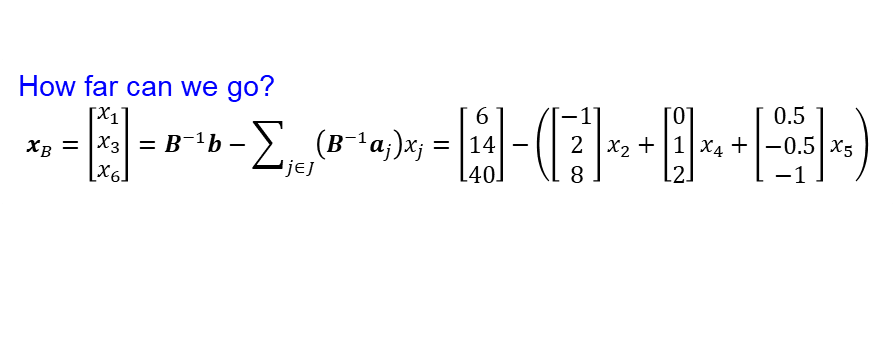 How far can we go?
x_B = [x_1; x_3; x_6] = B^{-1}b − ∑_{j∈J} (B^{-1}a_j)x_j = [6; 14; 40] − ([−1; 2; 8] x_2 + [0; 1; 2] x_4 + [0.5; −0.5; −1] x_5)